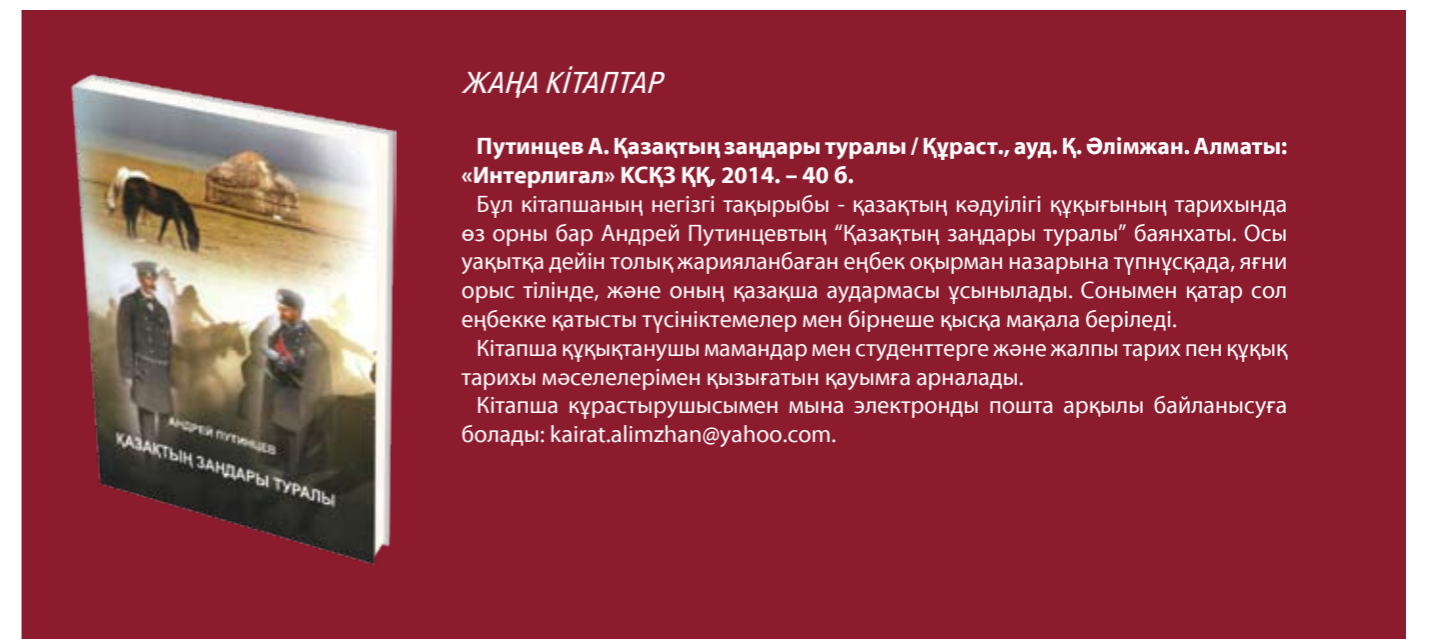 ЖАҢА КІТАПТАР
Путинцев А. Қазақтың заңдары туралы / Құраст., ауд. Қ. Әлімжан. Алматы:
«Интерлигал» КСҚЗ ҚҚ, 2014. – 40 б.
Бұл кітапшаның негізгі тақырыбы - қазақтың кәдуілігі құқығының тарихында
өз орны бар Андрей Путинцевтың “Қазақтың заңдары туралы” баянхаты. Осы
уақытқа дейін толық жарияланбаған еңбек оқырман назарына түпнұсқада, яғни
орыс тілінде, және оның қазақша аудармасы ұсынылады. Сонымен қатар сол
еңбекке қатысты түсініктемелер мен бірнеше қысқа мақала беріледі.
Кітапша құқықтанушы мамандар мен студенттерге және жалпы тарих пен құқық
тарихы мәселелерімен қызығатын қауымға арналады.
Кітапша құрастырушысымен мына электронды пошта арқылы байланысуға
болады: kairat.alimzhan@yahoo.com.
АНДРЕЙ ПУТИНЦЕВ
ҚАЗАҚТЫҢ ЗАҢДАРЫ ТУРАЛЫ